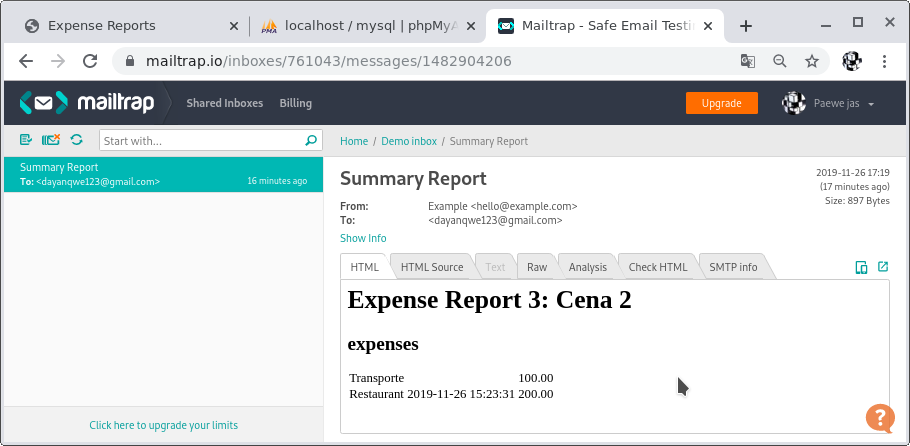 Expense Reports
localhost / mysql | phpMyA
Mailtrap - Safe Email Testi
mailtrap.io/inboxes/761043/messages/1482904206
mailtrap
Shared Inboxes
Billing
Upgrade
Paewe jas
Start with...
Home / Demo inbox / Summary Report
Summary Report
To: <dayanqwe123@gmail.com>
16 minutes ago
Summary Report
2019-11-26 17:19
(17 minutes ago)
Size: 897 Bytes
From: Example <hello@example.com>
To: <dayanqwe123@gmail.com>
Show Info
HTML
HTML Source
Text
Raw
Analysis
Check HTML
SMTP info
Expense Report 3: Cena 2
expenses
Transporte 100.00
Restaurant 2019-11-26 15:23:31 200.00
Click here to upgrade your limits
?